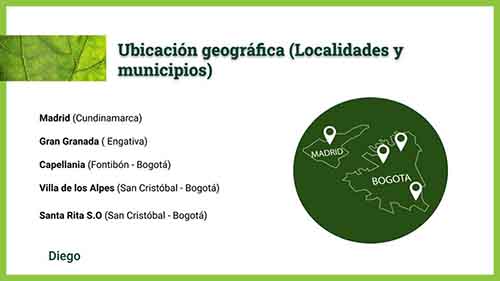 Ubicación geográfica (Localidades y
municipios)
Madrid (Cundinamarca)
Gran Granada ( Engativa)
Capellania (Fontibón - Bogotá)
Villa de los Alpes (San Cristóbal - Bogotá)
Santa Rita S.O (San Cristóbal - Bogotá)
MADRID
BOGOTA
Diego